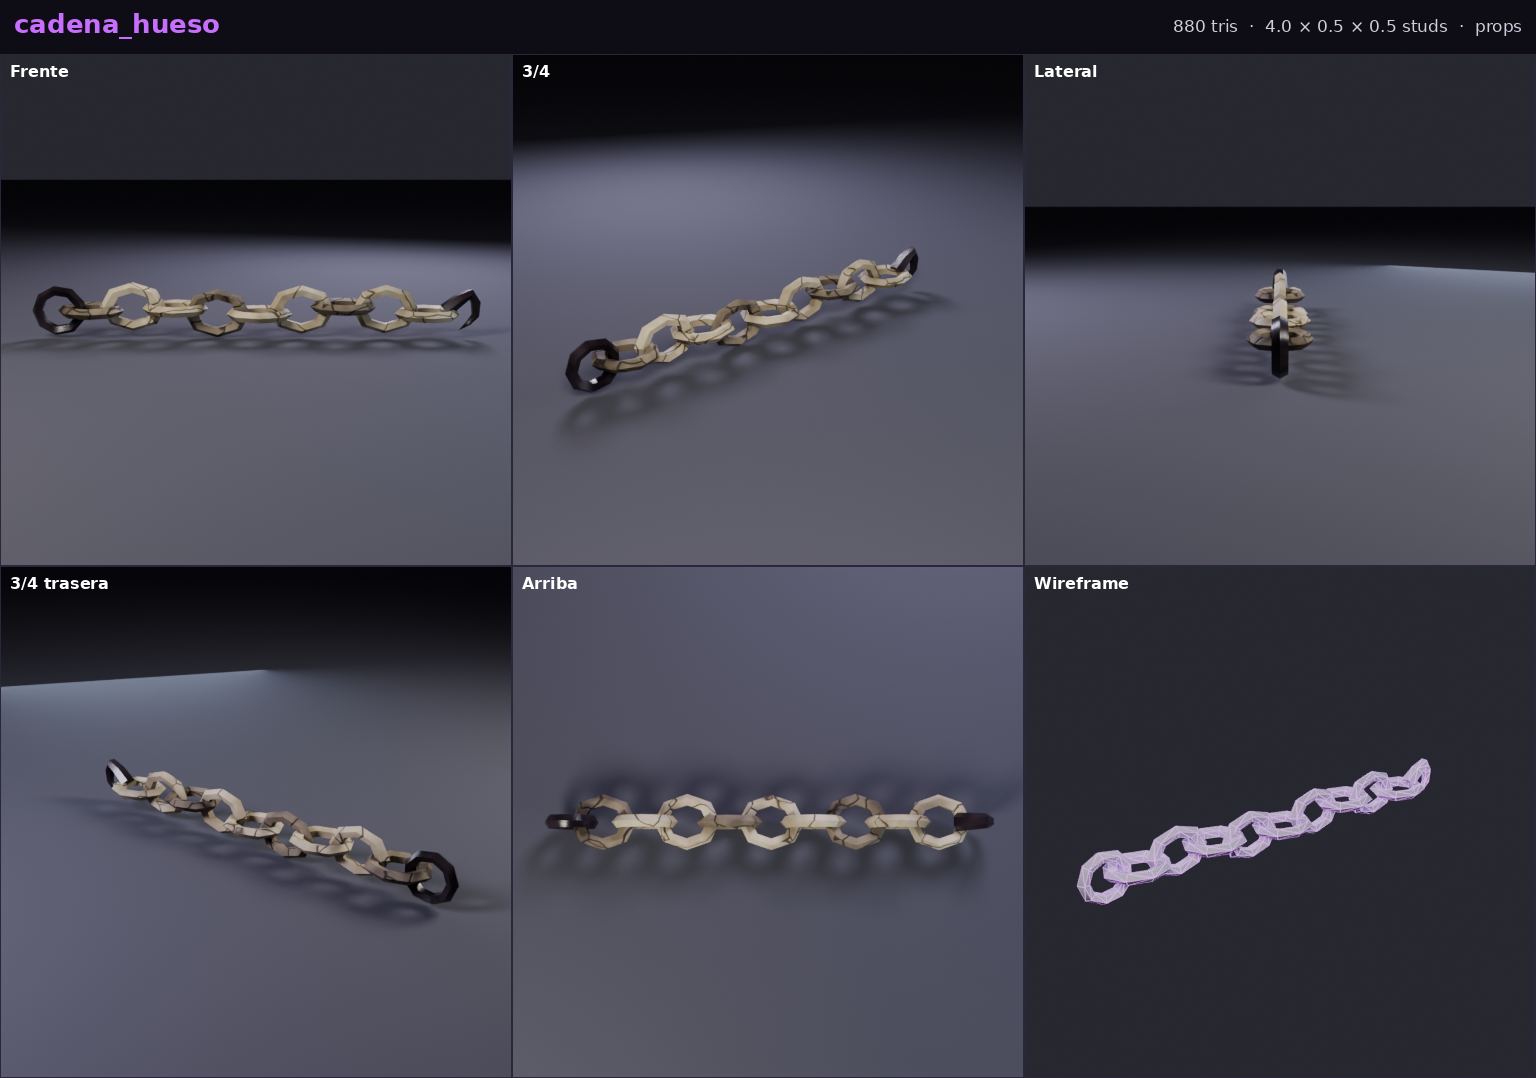 cadena_hueso
880 tris · 4.0 × 0.5 × 0.5 studs · props
Frente
3/4
Lateral
3/4 trasera
Arriba
Wireframe